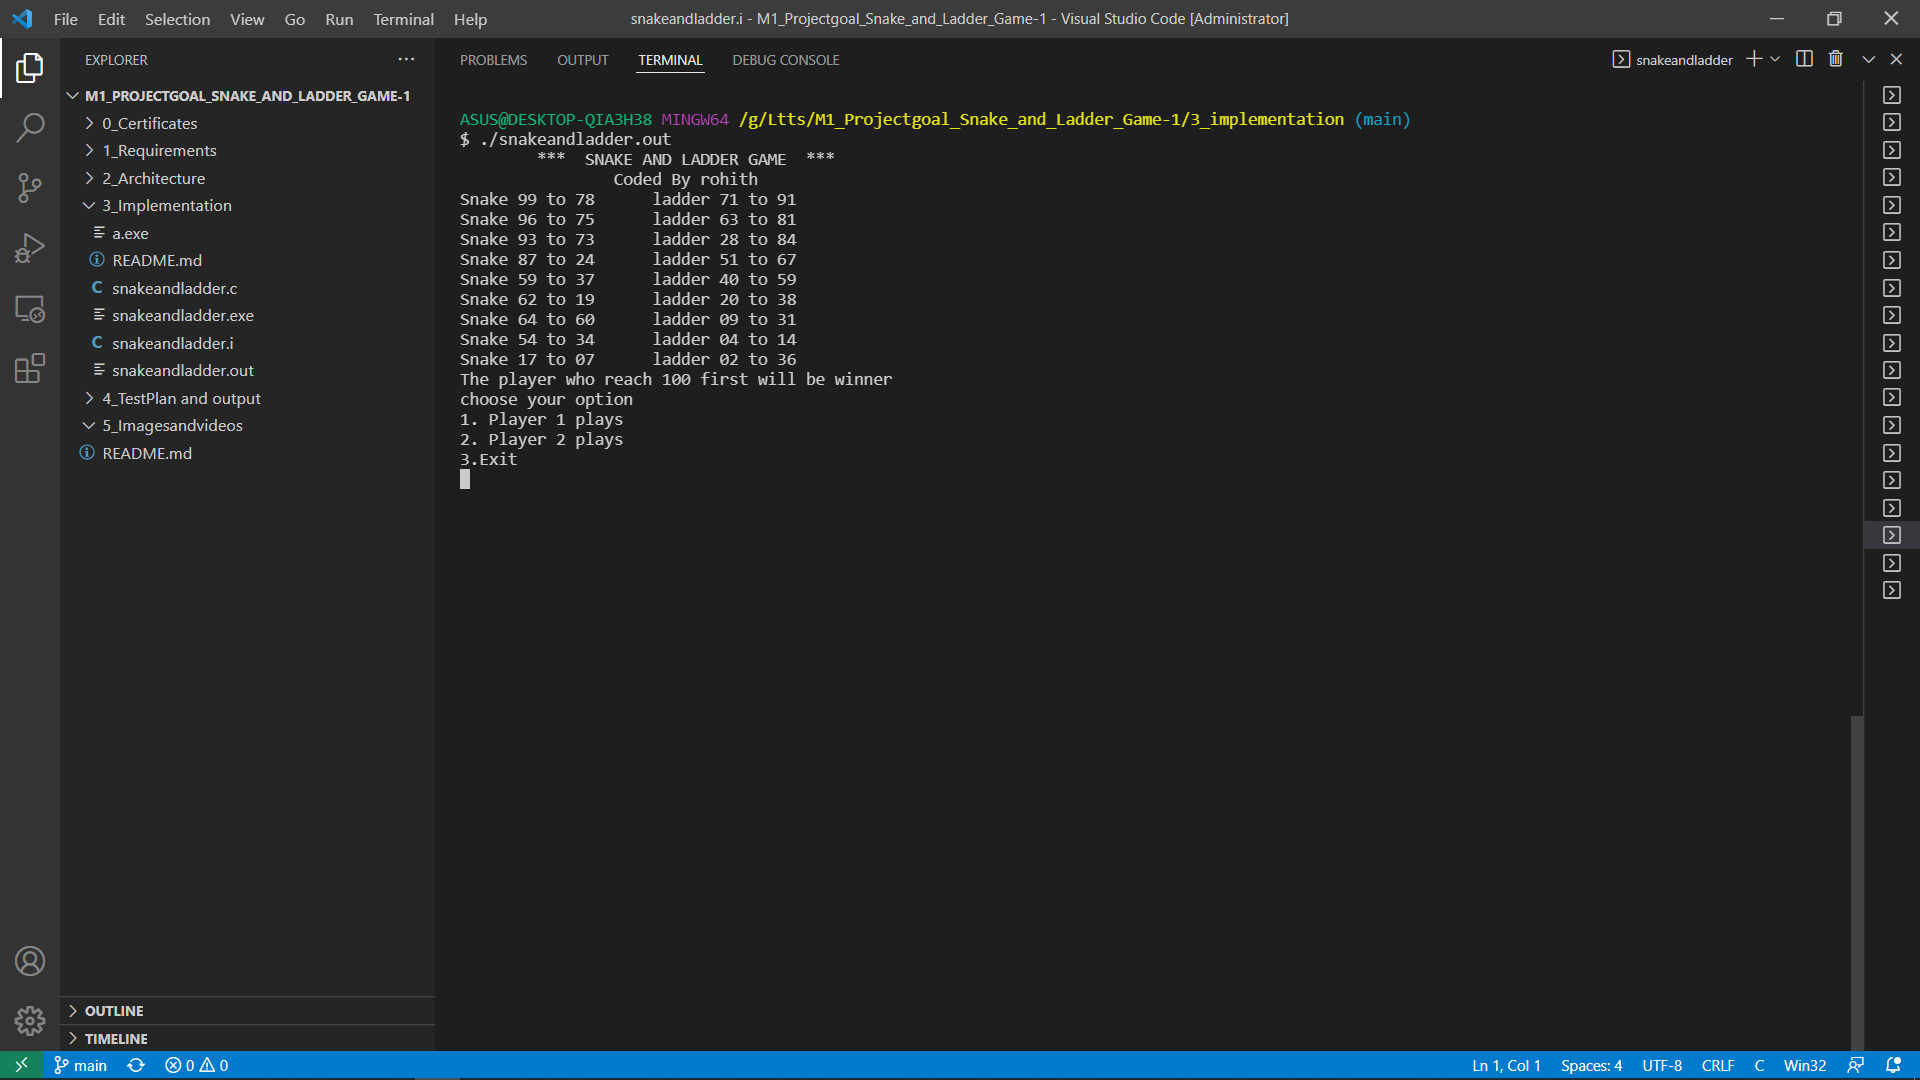 File Edit Selection View Go Run Terminal Help
snakeandladder.i - M1_Projectgoal_Snake_and_Ladder_Game-1 - Visual Studio Code [Administrator]
EXPLORER
M1_PROJECTGOAL_SNAKE_AND_LADDER_GAME-1
0_Certificates
1_Requirements
2_Architecture
3_Implementation
a.exe
README.md
C snakeandladder.c
snakeandladder.exe
C snakeandladder.i
snakeandladder.out
4_TestPlan and output
5_Imagesandvideos
README.md
OUTLINE
TIMELINE
PROBLEMS OUTPUT TERMINAL DEBUG CONSOLE
snakeandladder
ASUS@DESKTOP-QIA3H38 MINGW64 /g/Ltts/M1_Projectgoal_Snake_and_Ladder_Game-1/3_implementation (main)
$ ./snakeandladder.out
*** SNAKE AND LADDER GAME ***
Coded By rohith
Snake 99 to 78 ladder 71 to 91
Snake 96 to 75 ladder 63 to 81
Snake 93 to 73 ladder 28 to 84
Snake 87 to 24 ladder 51 to 67
Snake 59 to 37 ladder 40 to 59
Snake 62 to 19 ladder 20 to 38
Snake 64 to 60 ladder 09 to 31
Snake 54 to 34 ladder 04 to 14
Snake 17 to 07 ladder 02 to 36
The player who reach 100 first will be winner
choose your option
1. Player 1 plays
2. Player 2 plays
3.Exit
main 0 0
Ln 1, Col 1 Spaces: 4 UTF-8 CRLF C Win32